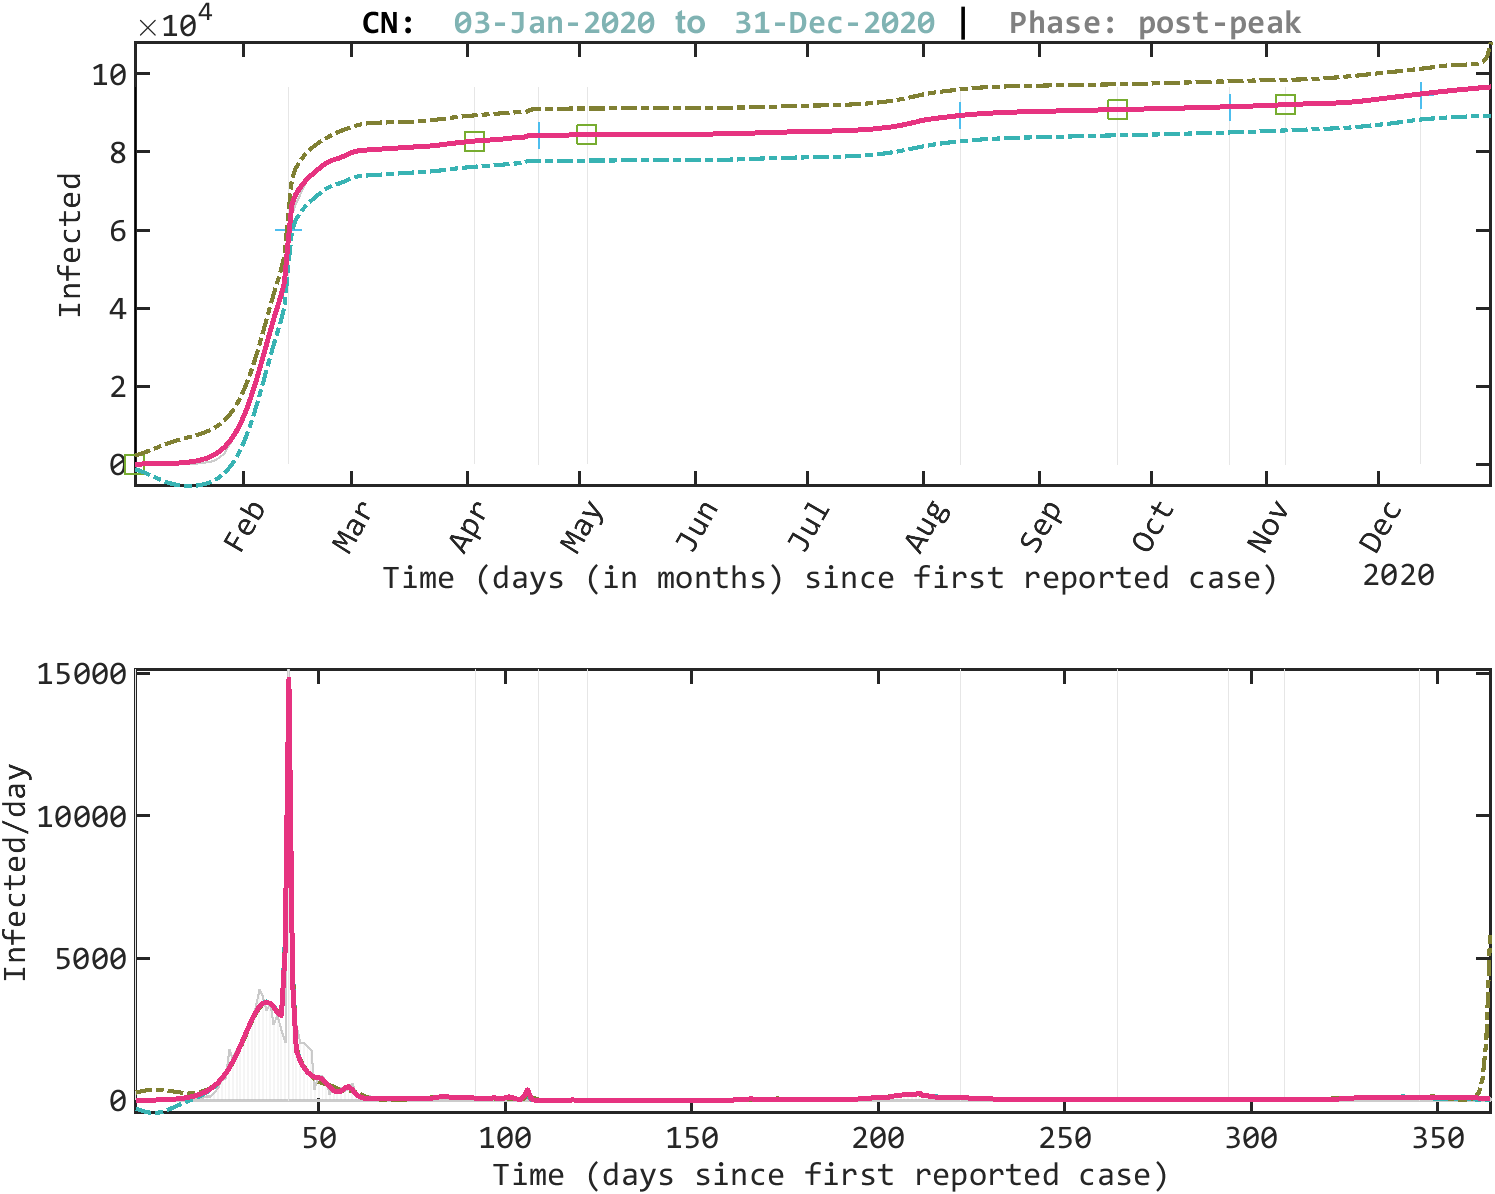 ×10^4 CN: 03-Jan-2020 to 31-Dec-2020 | Phase: post-peak
10
8
6
4
2
0
Infected
Feb Mar Apr May Jun Jul Aug Sep Oct Nov Dec
Time (days (in months) since first reported case) 2020
15000
10000
5000
0
Infected/day
50 100 150 200 250 300 350
Time (days since first reported case)